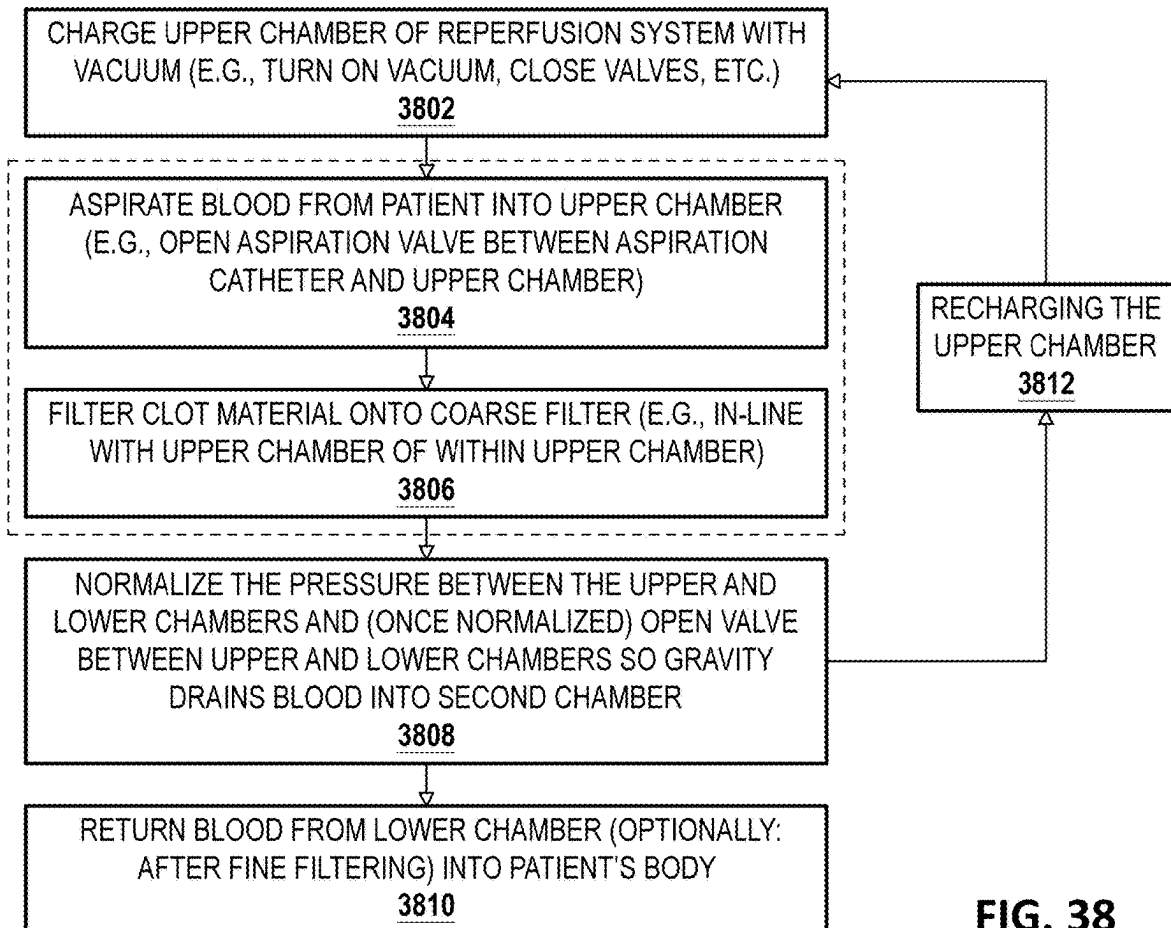 CHARGE UPPER CHAMBER OF REPERFUSION SYSTEM WITH
VACUUM (E.G., TURN ON VACUUM, CLOSE VALVES, ETC.)
3802
ASPIRATE BLOOD FROM PATIENT INTO UPPER CHAMBER
(E.G., OPEN ASPIRATION VALVE BETWEEN ASPIRATION
CATHETER AND UPPER CHAMBER)
3804
FILTER CLOT MATERIAL ONTO COARSE FILTER (E.G., IN-LINE
WITH UPPER CHAMBER OF WITHIN UPPER CHAMBER)
3806
NORMALIZE THE PRESSURE BETWEEN THE UPPER AND
LOWER CHAMBERS AND (ONCE NORMALIZED) OPEN VALVE
BETWEEN UPPER AND LOWER CHAMBERS SO GRAVITY
DRAINS BLOOD INTO SECOND CHAMBER
3808
RETURN BLOOD FROM LOWER CHAMBER (OPTIONALLY:
AFTER FINE FILTERING) INTO PATIENT'S BODY
3810
RECHARGING THE
UPPER CHAMBER
3812
FIG. 38